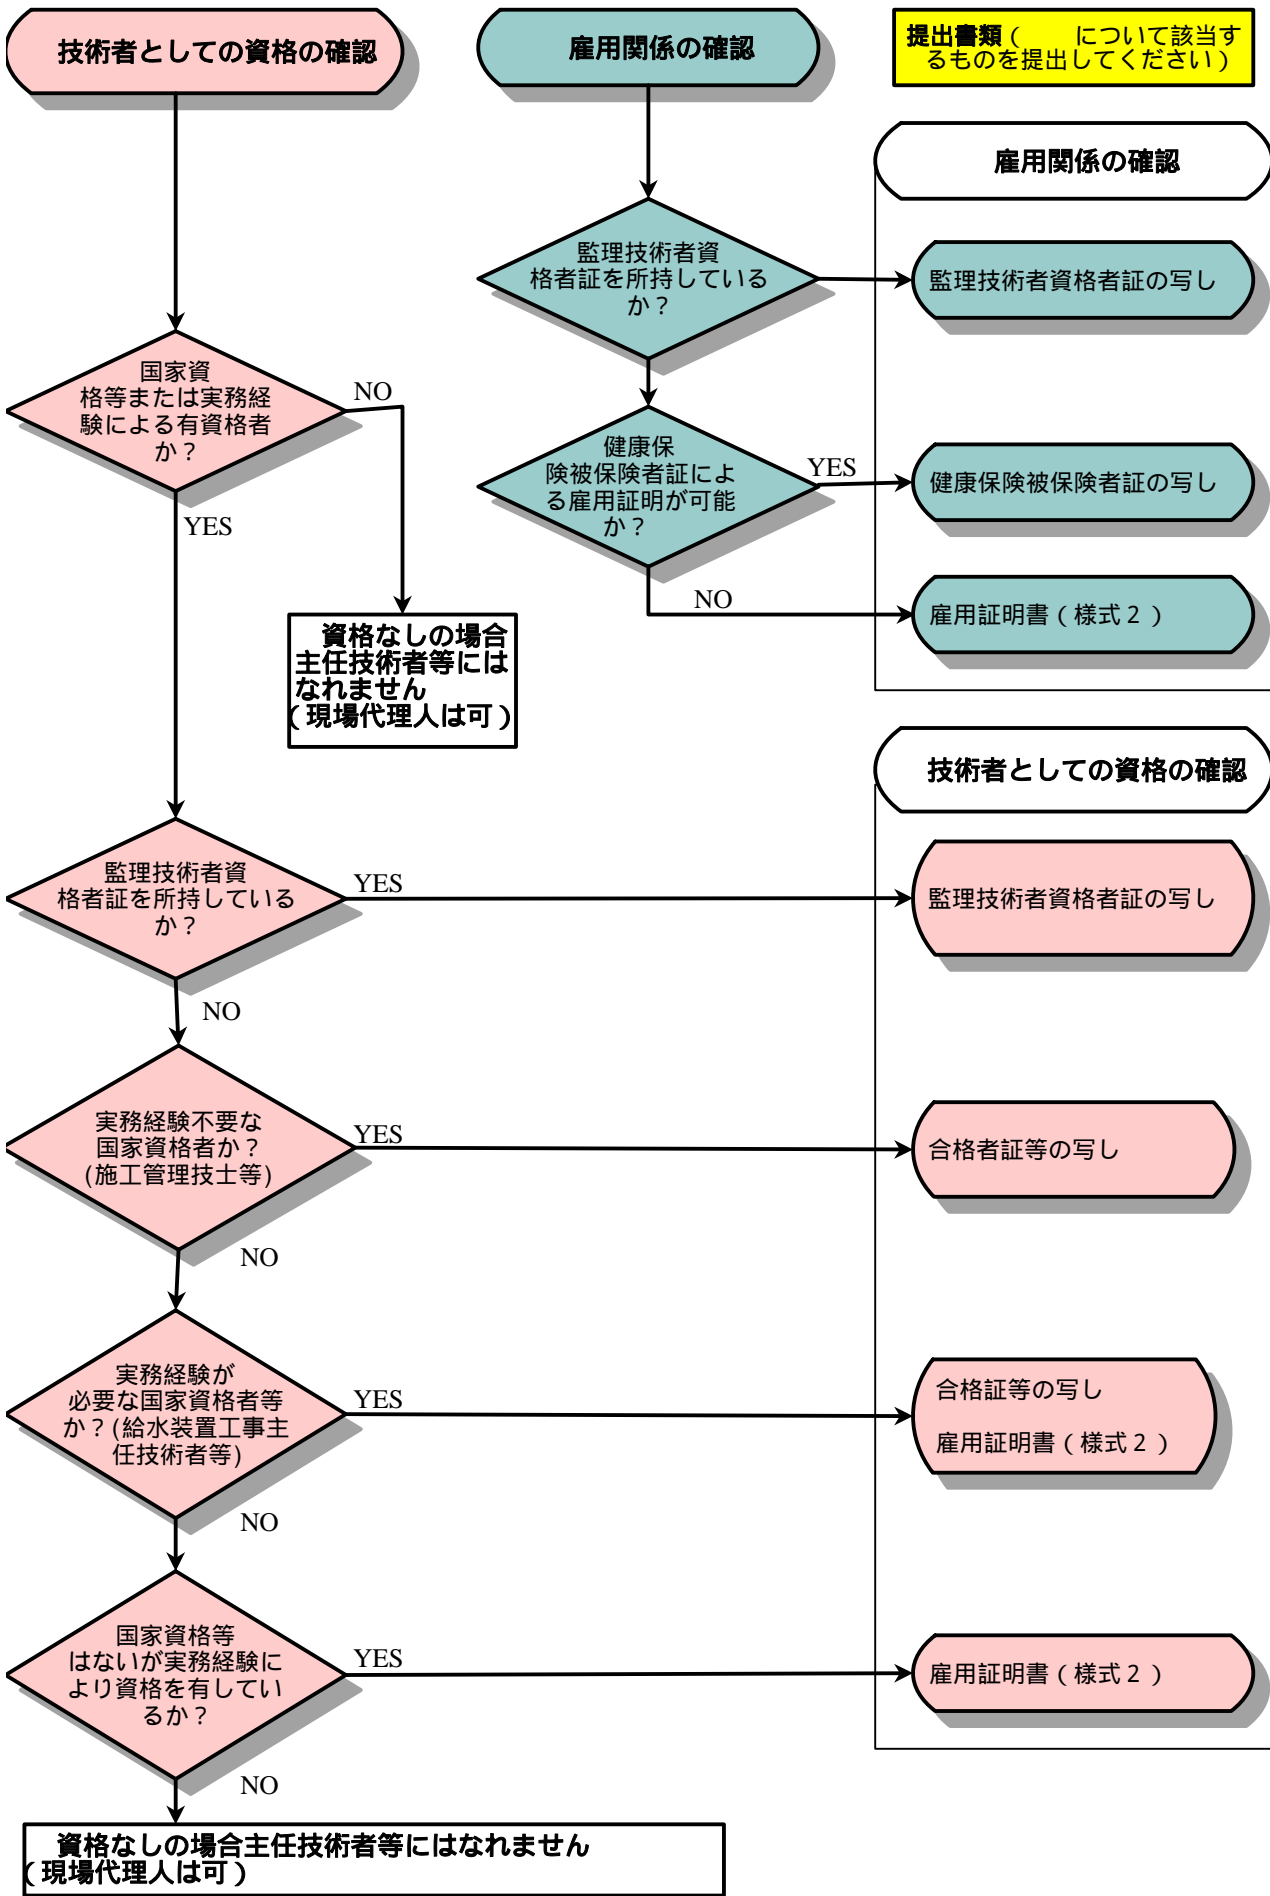 技術者としての資格の確認
雇用関係の確認
提出書類（　　について該当す
るものを提出してください）
雇用関係の確認
監理技術者資
格者証を所持している
か？
監理技術者資格者証の写し
国家資
格等または実務経
験による有資格者
か？
NO
YES
健康保
険被保険者証によ
る雇用証明が可能
か？
YES
健康保険被保険者証の写し
NO
雇用証明書（様式２）
資格なしの場合
主任技術者等には
なれません
（現場代理人は可）
技術者としての資格の確認
監理技術者資
格者証を所持している
か？
YES
監理技術者資格者証の写し
NO
実務経験不要な
国家資格者か？
(施工管理技士等)
YES
合格者証等の写し
NO
実務経験が
必要な国家資格者等
か？(給水装置工事主
任技術者等)
YES
合格証等の写し
雇用証明書（様式２）
NO
国家資格等
はないが実務経験に
より資格を有してい
るか？
YES
雇用証明書（様式２）
NO
資格なしの場合主任技術者等にはなれません
（現場代理人は可）